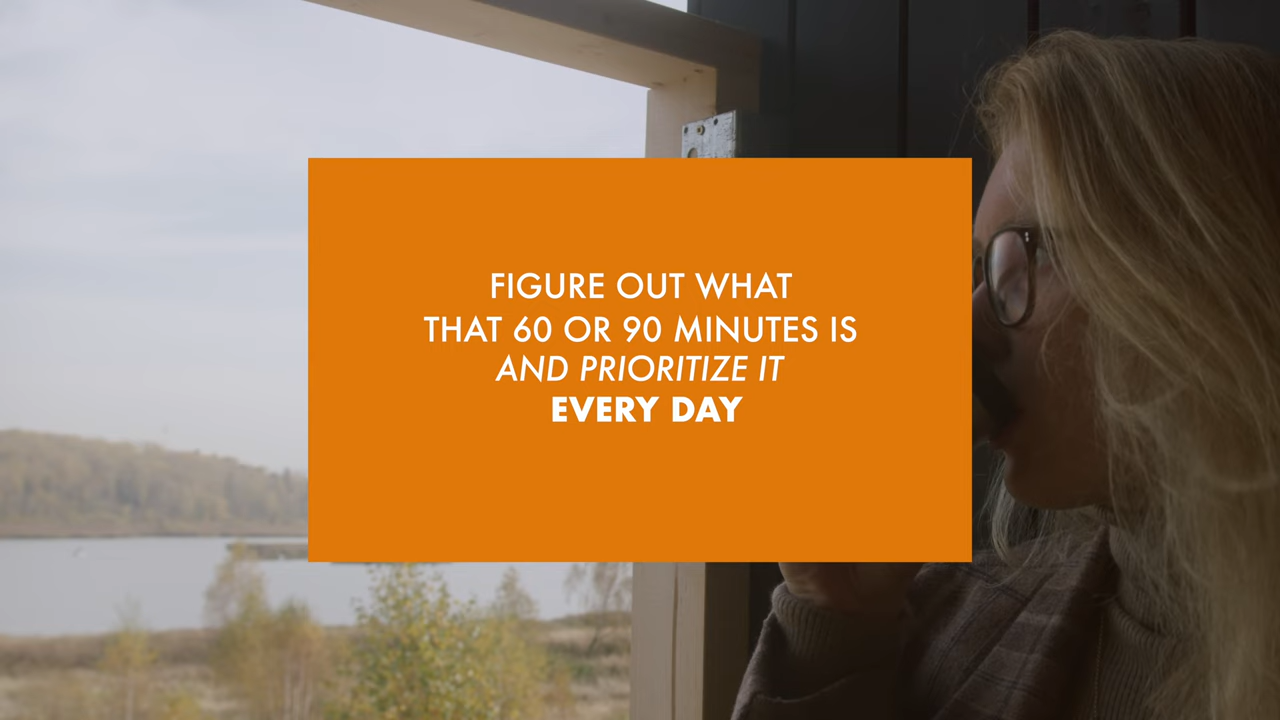 FIGURE OUT WHAT
THAT 60 OR 90 MINUTES IS
AND PRIORITIZE IT
EVERY DAY